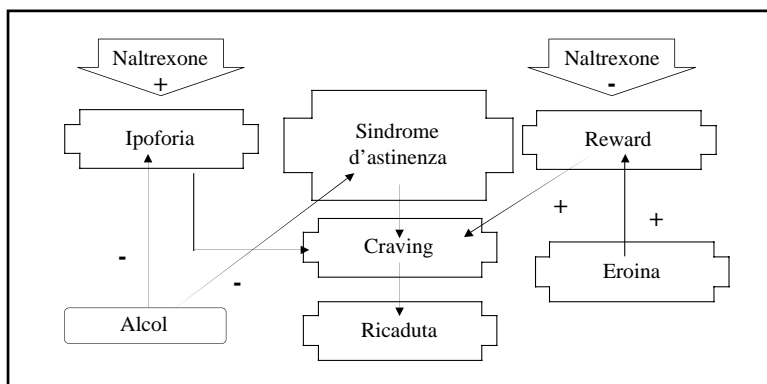 Naltrexone
+
Naltrexone
-
Ipoforia
Sindrome
d’astinenza
Reward
+
+
-
-
Craving
Eroina
Alcol
Ricaduta